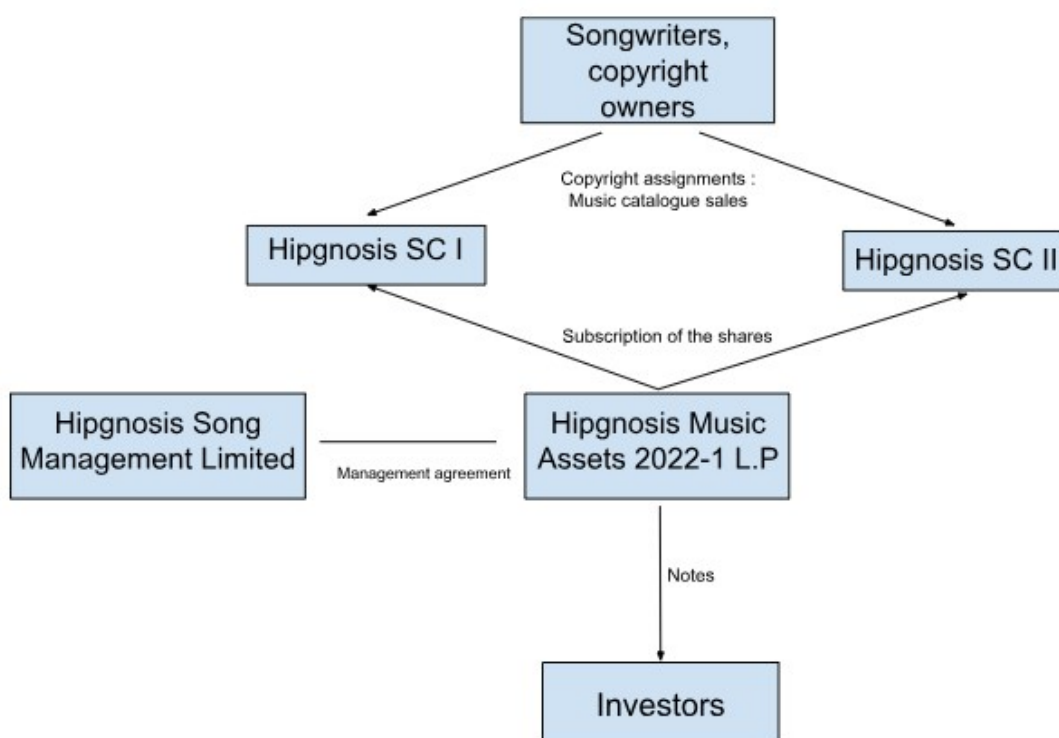 Songwriters,
copyright
owners
Copyright assignments :
Music catalogue sales
Hipgnosis SC I
Hipgnosis SC II
Subscription of the shares
Hipgnosis Song
Management Limited
Management agreement
Hipgnosis Music
Assets 2022-1 L.P
Notes
Investors